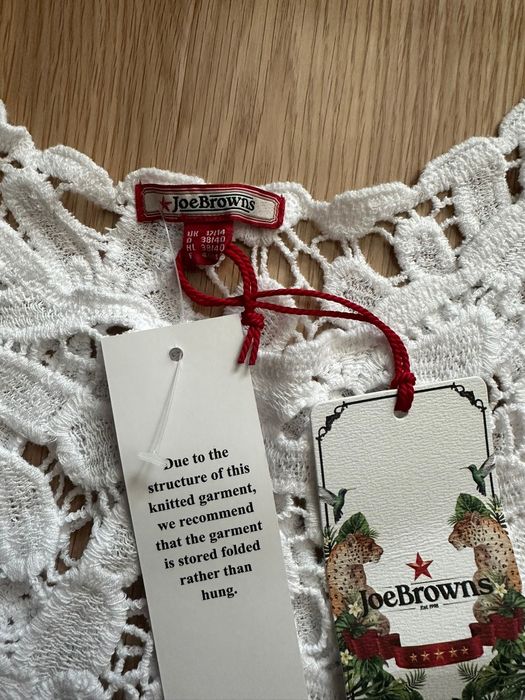 JoeBrowns
UK 12/14
D 38/40
NL 38/40
Due to the
structure of this
knitted garment,
we recommend
that the garment
is stored folded
rather than
hung.
JoeBrowns
Est. 1998